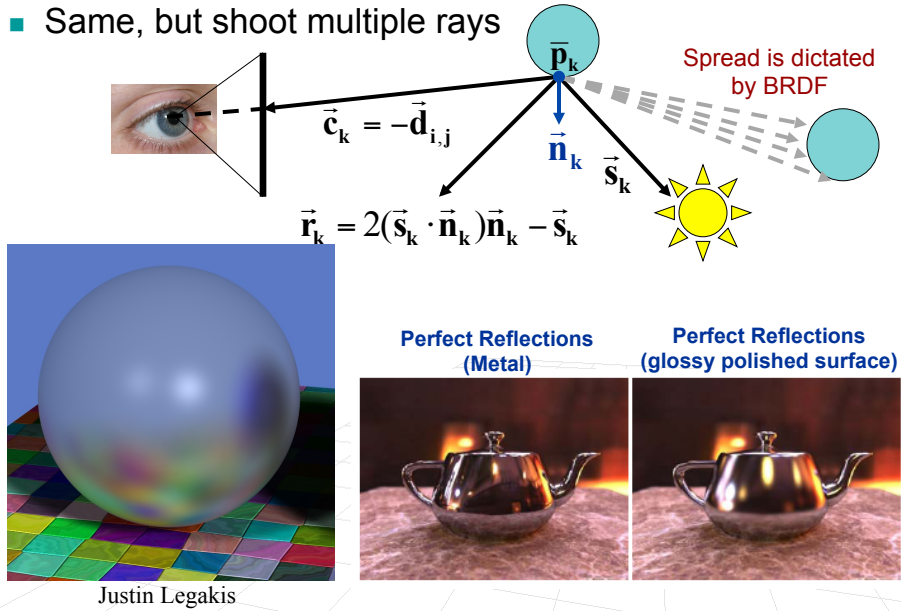 Same, but shoot multiple rays
p̄ₖ
Spread is dictated
by BRDF
c⃗ₖ = −d⃗ᵢ,ⱼ
n⃗ₖ
s⃗ₖ
r⃗ₖ = 2(s⃗ₖ · n⃗ₖ)n⃗ₖ − s⃗ₖ
Perfect Reflections
(Metal)
Perfect Reflections
(glossy polished surface)
Justin Legakis